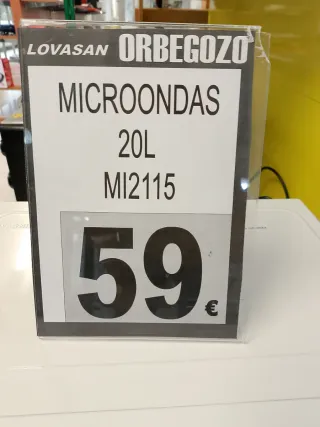 LOVASAN ORBEGOZO
MICROONDAS
20L
MI2115
59 €